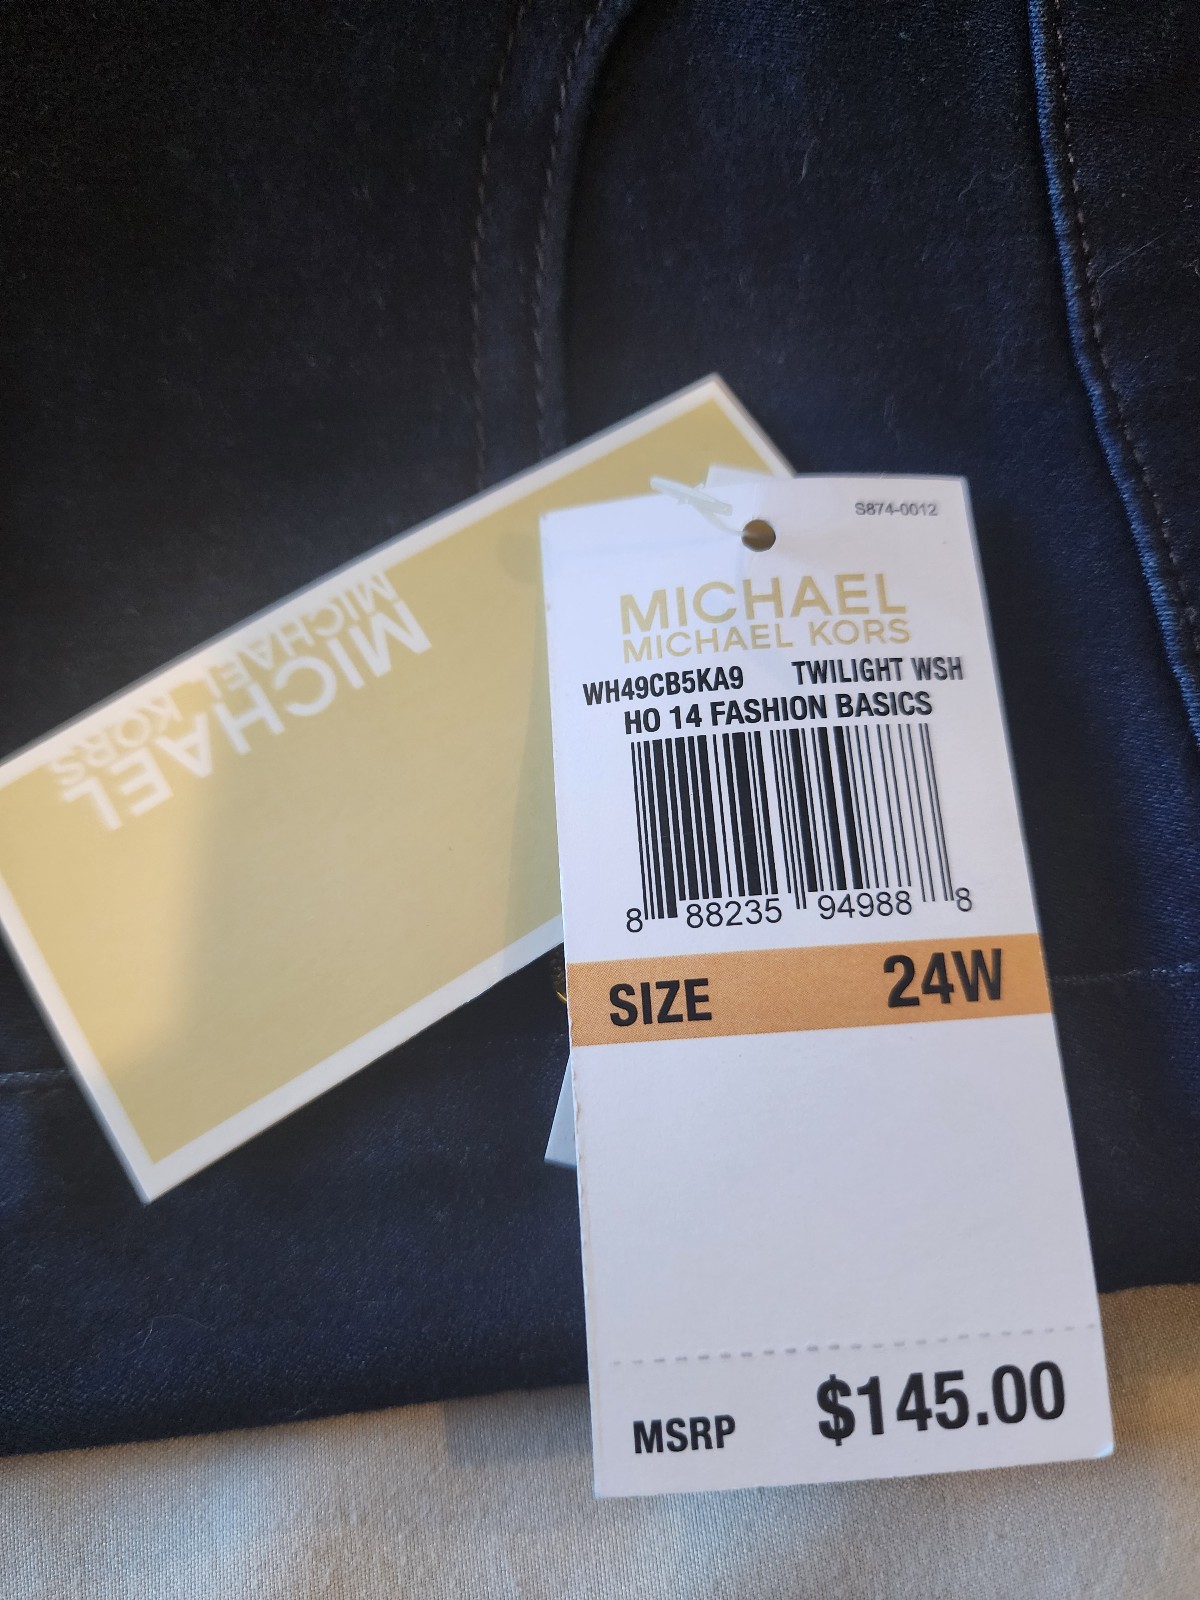 S874-0012
MICHAEL
MICHAEL KORS
WH49CB5KA9 TWILIGHT WSH
HO 14 FASHION BASICS
8 88235 94988 8
SIZE 24W
MSRP $145.00
MICHAEL
MICHAEL KORS